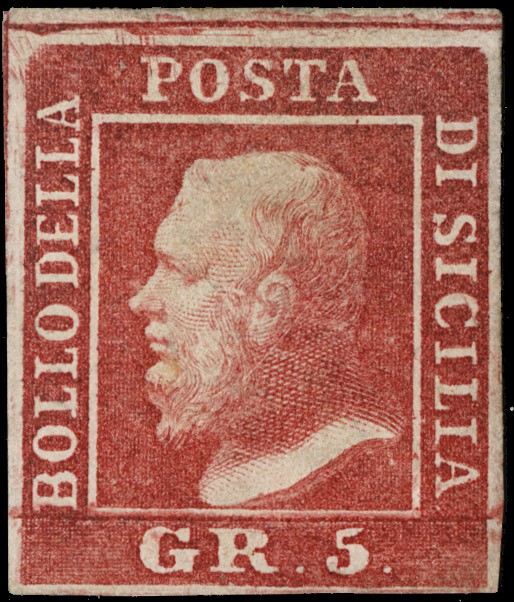 BOLLO DELLA
POSTA
DI SICILIA
GR. 5.